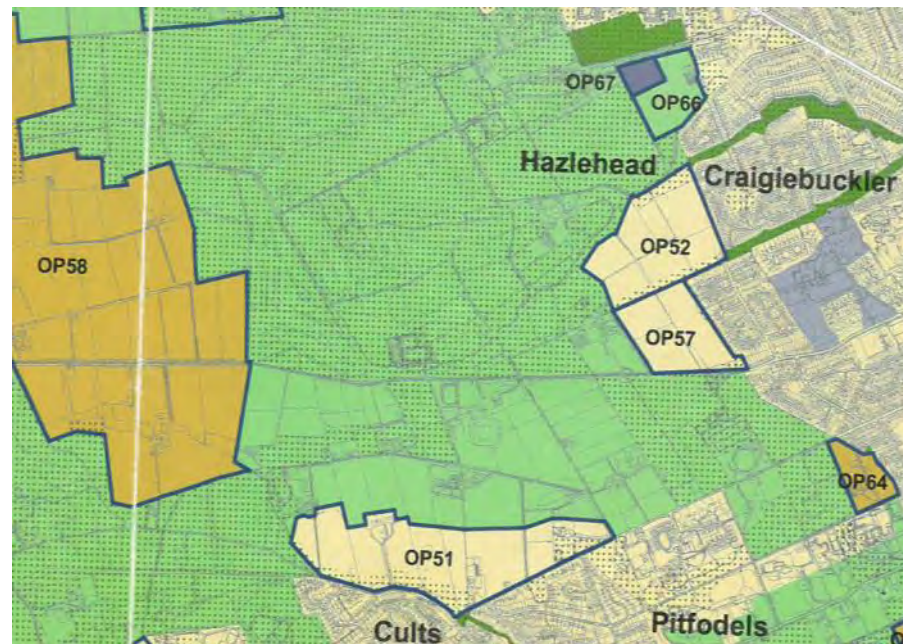 OP67
OP66
Hazlehead
Craigiebuckler
OP52
OP58
OP57
OP64
OP51
Pitfodels
Cults